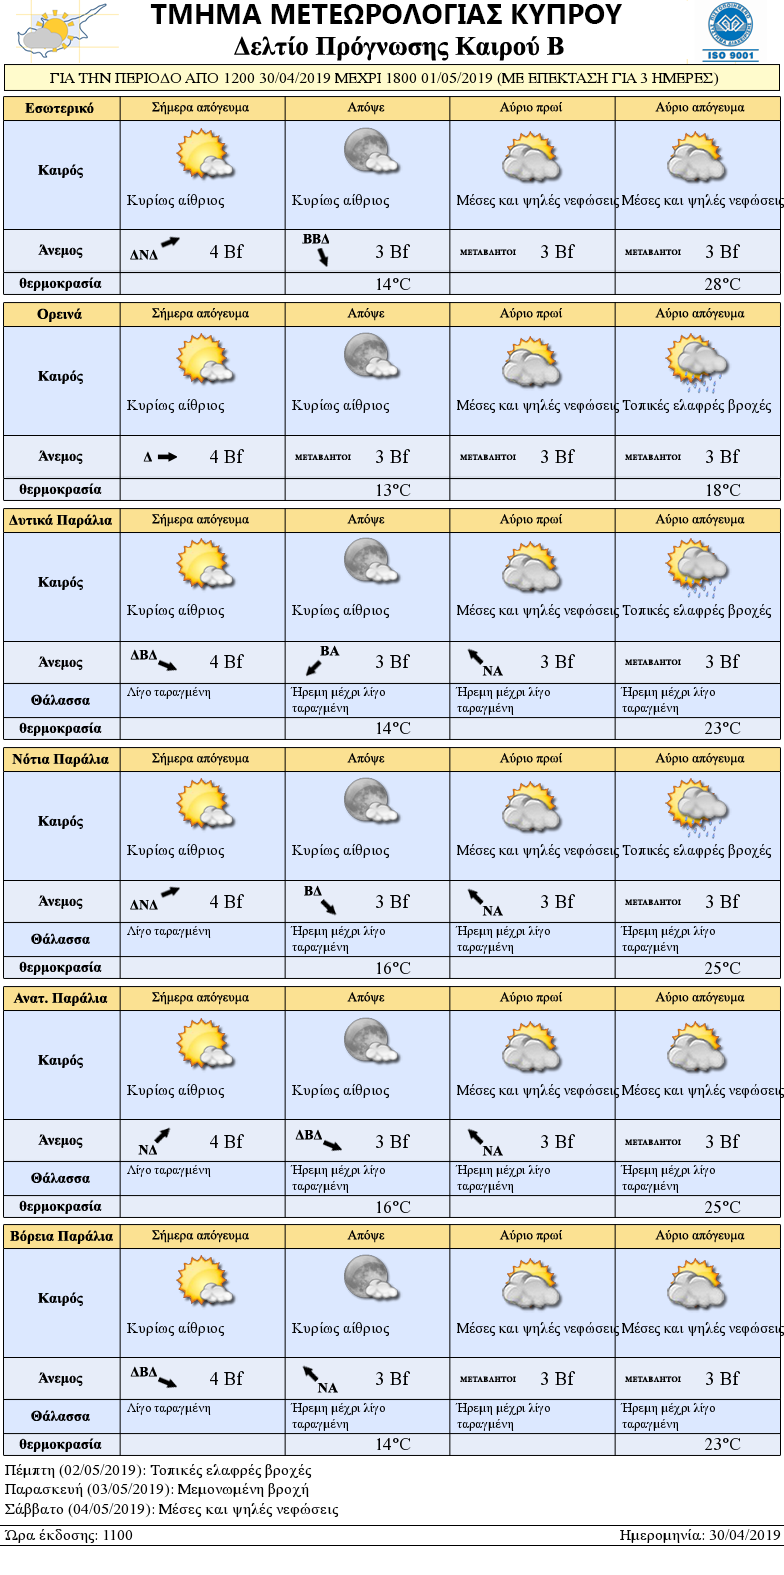 ΤΜΗΜΑ ΜΕΤΕΩΡΟΛΟΓΙΑΣ ΚΥΠΡΟΥ
Δελτίο Πρόγνωσης Καιρού Β
ISO 9001
ΓΙΑ ΤΗΝ ΠΕΡΙΟΔΟ ΑΠΟ 1200 30/04/2019 ΜΕΧΡΙ 1800 01/05/2019 (ΜΕ ΕΠΕΚΤΑΣΗ ΓΙΑ 3 ΗΜΕΡΕΣ)
Εσωτερικό Σήμερα απόγευμα Απόψε Αύριο πρωί Αύριο απόγευμα
Καιρός
Κυρίως αίθριος Κυρίως αίθριος Μέσες και ψηλές νεφώσεις Μέσες και ψηλές νεφώσεις
Άνεμος ΔΝΔ 4 Bf ΒΒΔ 3 Bf ΜΕΤΑΒΛΗΤΟΙ 3 Bf ΜΕΤΑΒΛΗΤΟΙ 3 Bf
θερμοκρασία 14°C 28°C
Ορεινά Σήμερα απόγευμα Απόψε Αύριο πρωί Αύριο απόγευμα
Καιρός
Κυρίως αίθριος Κυρίως αίθριος Μέσες και ψηλές νεφώσεις Τοπικές ελαφρές βροχές
Άνεμος Δ 4 Bf ΜΕΤΑΒΛΗΤΟΙ 3 Bf ΜΕΤΑΒΛΗΤΟΙ 3 Bf ΜΕΤΑΒΛΗΤΟΙ 3 Bf
θερμοκρασία 13°C 18°C
Δυτικά Παράλια Σήμερα απόγευμα Απόψε Αύριο πρωί Αύριο απόγευμα
Καιρός
Κυρίως αίθριος Κυρίως αίθριος Μέσες και ψηλές νεφώσεις Τοπικές ελαφρές βροχές
Άνεμος ΔΒΔ 4 Bf ΒΑ 3 Bf ΝΑ 3 Bf ΜΕΤΑΒΛΗΤΟΙ 3 Bf
Θάλασσα Λίγο ταραγμένη Ήρεμη μέχρι λίγο ταραγμένη Ήρεμη μέχρι λίγο ταραγμένη Ήρεμη μέχρι λίγο ταραγμένη
θερμοκρασία 14°C 23°C
Νότια Παράλια Σήμερα απόγευμα Απόψε Αύριο πρωί Αύριο απόγευμα
Καιρός
Κυρίως αίθριος Κυρίως αίθριος Μέσες και ψηλές νεφώσεις Τοπικές ελαφρές βροχές
Άνεμος ΔΝΔ 4 Bf ΒΔ 3 Bf ΝΑ 3 Bf ΜΕΤΑΒΛΗΤΟΙ 3 Bf
Θάλασσα Λίγο ταραγμένη Ήρεμη μέχρι λίγο ταραγμένη Ήρεμη μέχρι λίγο ταραγμένη Ήρεμη μέχρι λίγο ταραγμένη
θερμοκρασία 16°C 25°C
Ανατ. Παράλια Σήμερα απόγευμα Απόψε Αύριο πρωί Αύριο απόγευμα
Καιρός
Κυρίως αίθριος Κυρίως αίθριος Μέσες και ψηλές νεφώσεις Μέσες και ψηλές νεφώσεις
Άνεμος ΝΔ 4 Bf ΔΒΔ 3 Bf ΝΑ 3 Bf ΜΕΤΑΒΛΗΤΟΙ 3 Bf
Θάλασσα Λίγο ταραγμένη Ήρεμη μέχρι λίγο ταραγμένη Ήρεμη μέχρι λίγο ταραγμένη Ήρεμη μέχρι λίγο ταραγμένη
θερμοκρασία 16°C 25°C
Βόρεια Παράλια Σήμερα απόγευμα Απόψε Αύριο πρωί Αύριο απόγευμα
Καιρός
Κυρίως αίθριος Κυρίως αίθριος Μέσες και ψηλές νεφώσεις Μέσες και ψηλές νεφώσεις
Άνεμος ΔΒΔ 4 Bf ΝΑ 3 Bf ΜΕΤΑΒΛΗΤΟΙ 3 Bf ΜΕΤΑΒΛΗΤΟΙ 3 Bf
Θάλασσα Λίγο ταραγμένη Ήρεμη μέχρι λίγο ταραγμένη Ήρεμη μέχρι λίγο ταραγμένη Ήρεμη μέχρι λίγο ταραγμένη
θερμοκρασία 14°C 23°C
Πέμπτη (02/05/2019): Τοπικές ελαφρές βροχές
Παρασκευή (03/05/2019): Μεμονωμένη βροχή
Σάββατο (04/05/2019): Μέσες και ψηλές νεφώσεις
Ώρα έκδοσης: 1100 Ημερομηνία: 30/04/2019